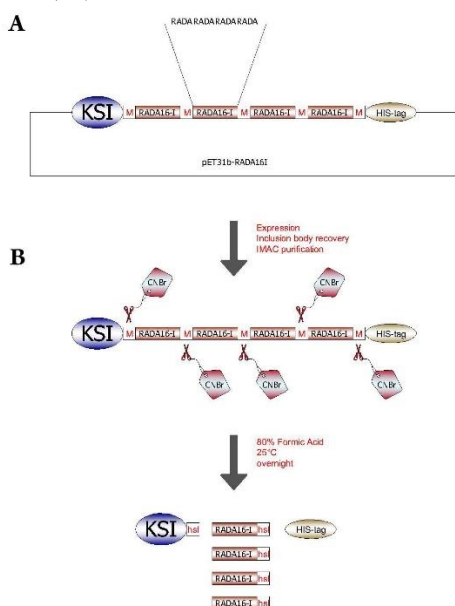 A
RADARADARADARADA
KSI M RADA16-I M RADA16-I M RADA16-I M RADA16-I M HIS-tag
pET31b-RADA16I
Expression
Inclusion body recovery
IMAC purification
B
CNBr CNBr
KSI M RADA16-I M RADA16-I M RADA16-I M RADA16-I M HIS-tag
CNBr CNBr CNBr
80% Formic Acid
25°C
overnight
KSI hsl RADA16-I hsl HIS-tag
RADA16-I hsl
RADA16-I hsl
RADA16-I hsl